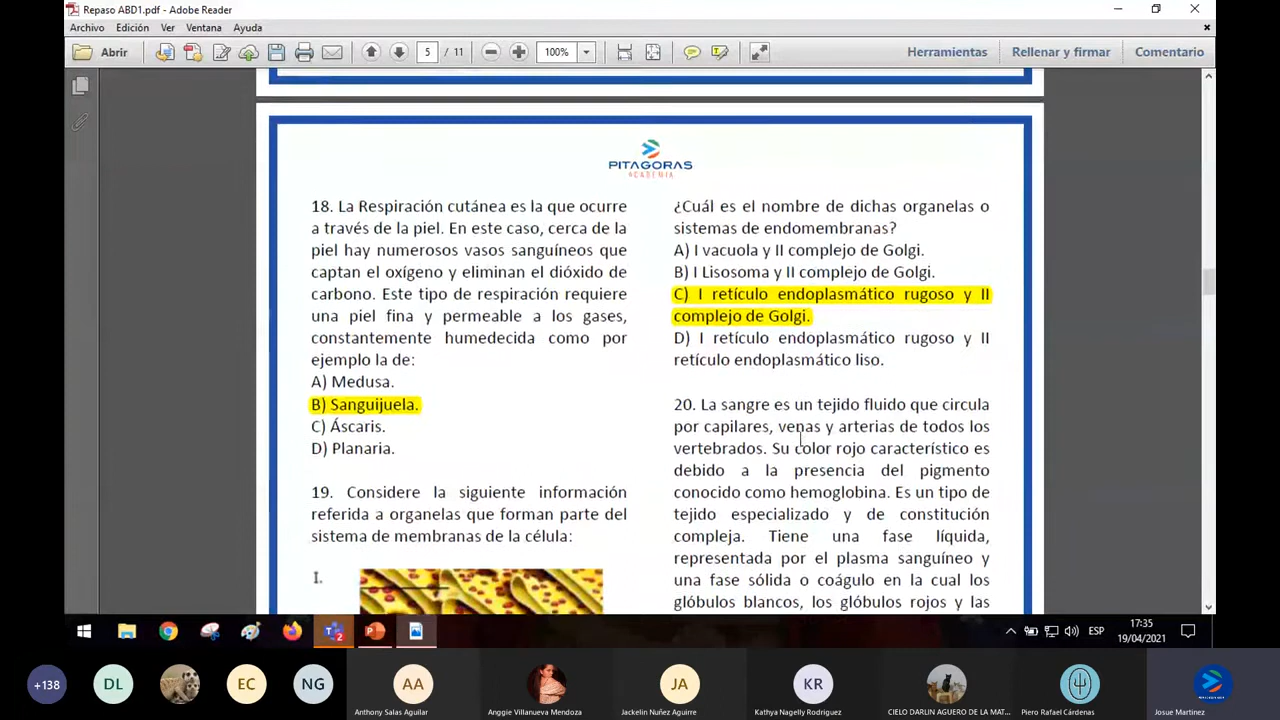 Repaso ABD1.pdf - Adobe Reader
Archivo Edición Ver Ventana Ayuda
Abrir 5 / 11 100% Herramientas Rellenar y firmar Comentario
PITAGORAS
ACADEMIA
18. La Respiración cutánea es la que ocurre
a través de la piel. En este caso, cerca de la
piel hay numerosos vasos sanguíneos que
captan el oxígeno y eliminan el dióxido de
carbono. Este tipo de respiración requiere
una piel fina y permeable a los gases,
constantemente humedecida como por
ejemplo la de:
A) Medusa.
B) Sanguijuela.
C) Áscaris.
D) Planaria.
19. Considere la siguiente información
referida a organelas que forman parte del
sistema de membranas de la célula:
I.
¿Cuál es el nombre de dichas organelas o
sistemas de endomembranas?
A) I vacuola y II complejo de Golgi.
B) I Lisosoma y II complejo de Golgi.
C) I retículo endoplasmático rugoso y II
complejo de Golgi.
D) I retículo endoplasmático rugoso y II
retículo endoplasmático liso.
20. La sangre es un tejido fluido que circula
por capilares, venas y arterias de todos los
vertebrados. Su color rojo característico es
debido a la presencia del pigmento
conocido como hemoglobina. Es un tipo de
tejido especializado y de constitución
compleja. Tiene una fase líquida,
representada por el plasma sanguíneo y
una fase sólida o coágulo en la cual los
glóbulos blancos, los glóbulos rojos y las
2 ESP 17:35
19/04/2021
+138 DL EC NG AA JA KR
Anthony Salas Aguilar Anggie Villanueva Mendoza Jackelin Nuñez Aguirre Kathya Nagelly Rodriguez CIELO DARLIN AGUERO DE LA MAT... Piero Rafael Cárdenas Josue Martinez